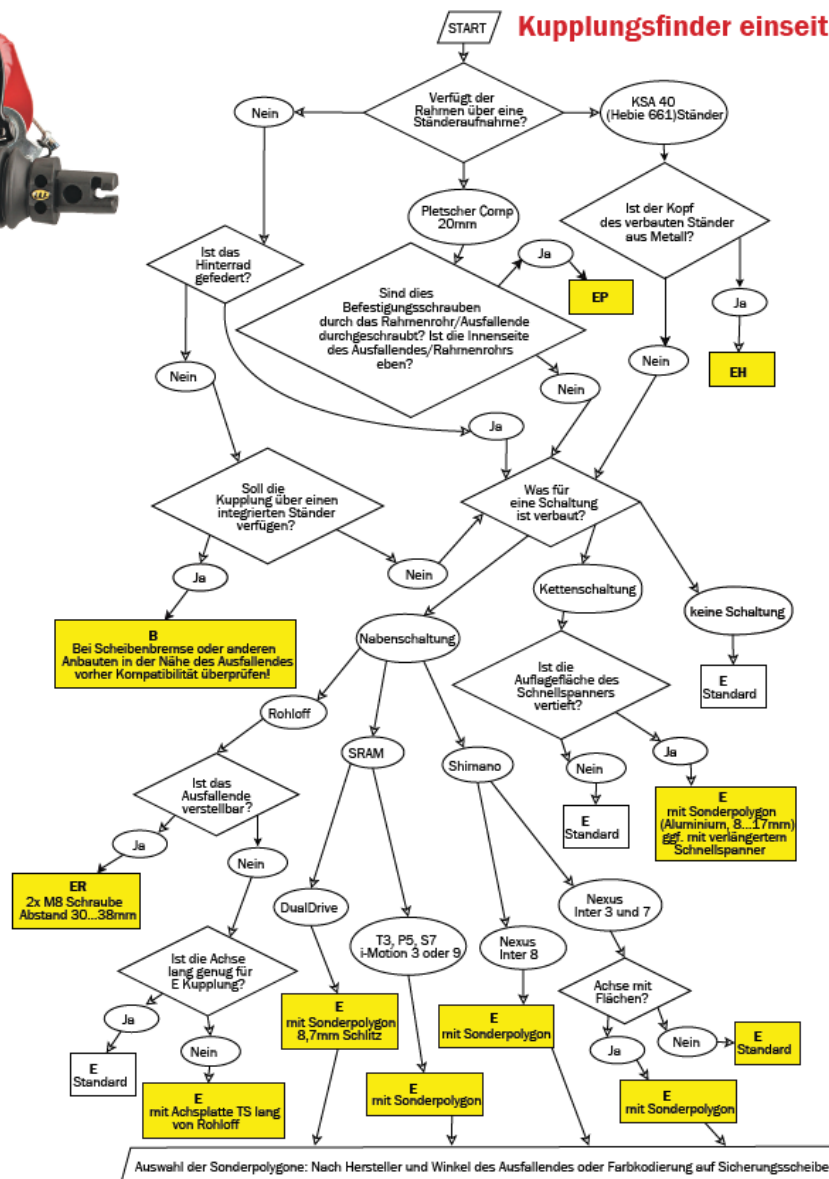 START
Kupplungsfinder einseit
Verfügt der
Rahmen über eine
Ständeraufnahme?
Nein
KSA 40
(Hebie 661)Ständer
Pletscher Comp
20mm
Ist der Kopf
des verbauten Ständer
aus Metall?
Ist das
Hinterrad
gefedert?
Ja
EP
Sind dies
Befestigungsschrauben
durch das Rahmenrohr/Ausfallende
durchgeschraubt? Ist die Innenseite
des Ausfallendes/Rahmenrohrs
eben?
Ja
EH
Nein
Nein
Nein
Ja
Soll die
Kupplung über einen
integrierten Ständer
verfügen?
Was für
eine Schaltung
ist verbaut?
Ja
Nein
Kettenschaltung
keine Schaltung
B
Bei Scheibenbremse oder anderen
Anbauten in der Nähe des Ausfallendes
vorher Kompatibilität überprüfen!
Nabenschaltung
Ist die
Auflagefläche des
Schnellspanners
vertieft?
E
Standard
Rohloff
SRAM
Shimano
Nein
Ja
Ist das
Ausfallende
verstellbar?
E
Standard
E
mit Sonderpolygon
(Aluminium, 8...17mm)
ggf. mit verlängertem
Schnellspanner
Ja
Nein
ER
2x M8 Schraube
Abstand 30...38mm
DualDrive
T3, P5, S7
i-Motion 3 oder 9
Nexus
Inter 8
Nexus
Inter 3 und 7
Ist die Achse
lang genug für
E Kupplung?
Achse mit
Flächen?
E
mit Sonderpolygon
8,7mm Schlitz
E
mit Sonderpolygon
Ja
Nein
Ja
Nein
E
Standard
E
Standard
E
mit Achsplatte TS lang
von Rohloff
E
mit Sonderpolygon
E
mit Sonderpolygon
Auswahl der Sonderpolygone: Nach Hersteller und Winkel des Ausfallendes oder Farbkodierung auf Sicherungsscheibe